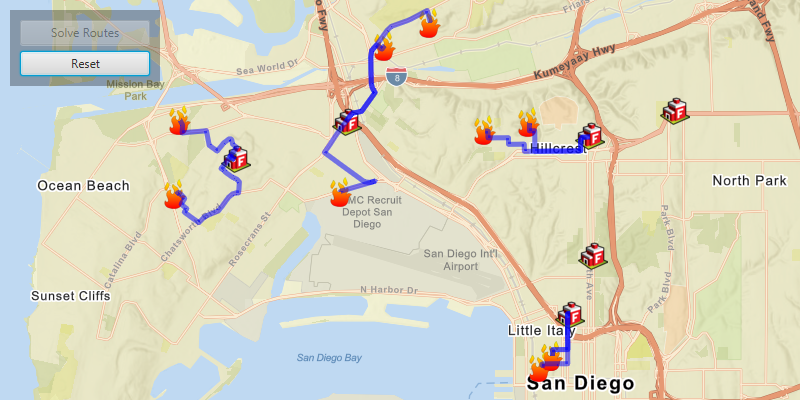 Solve Routes
Reset
Mission Bay
Park
Sea World Dr
Friars
Fwy
Fwy
8
Kumeyaay Hwy
Hillcrest
Ocean Beach
North Park
MC Recruit
Depot San
Diego
Chatsworth Blvd
Catalina Blvd
Rosecrans St
San Diego Int'l
Airport
Park Blvd
Park Blvd
Sunset Cliffs
N Harbor Dr
Ave
Little Italy
San Diego Bay
San Diego